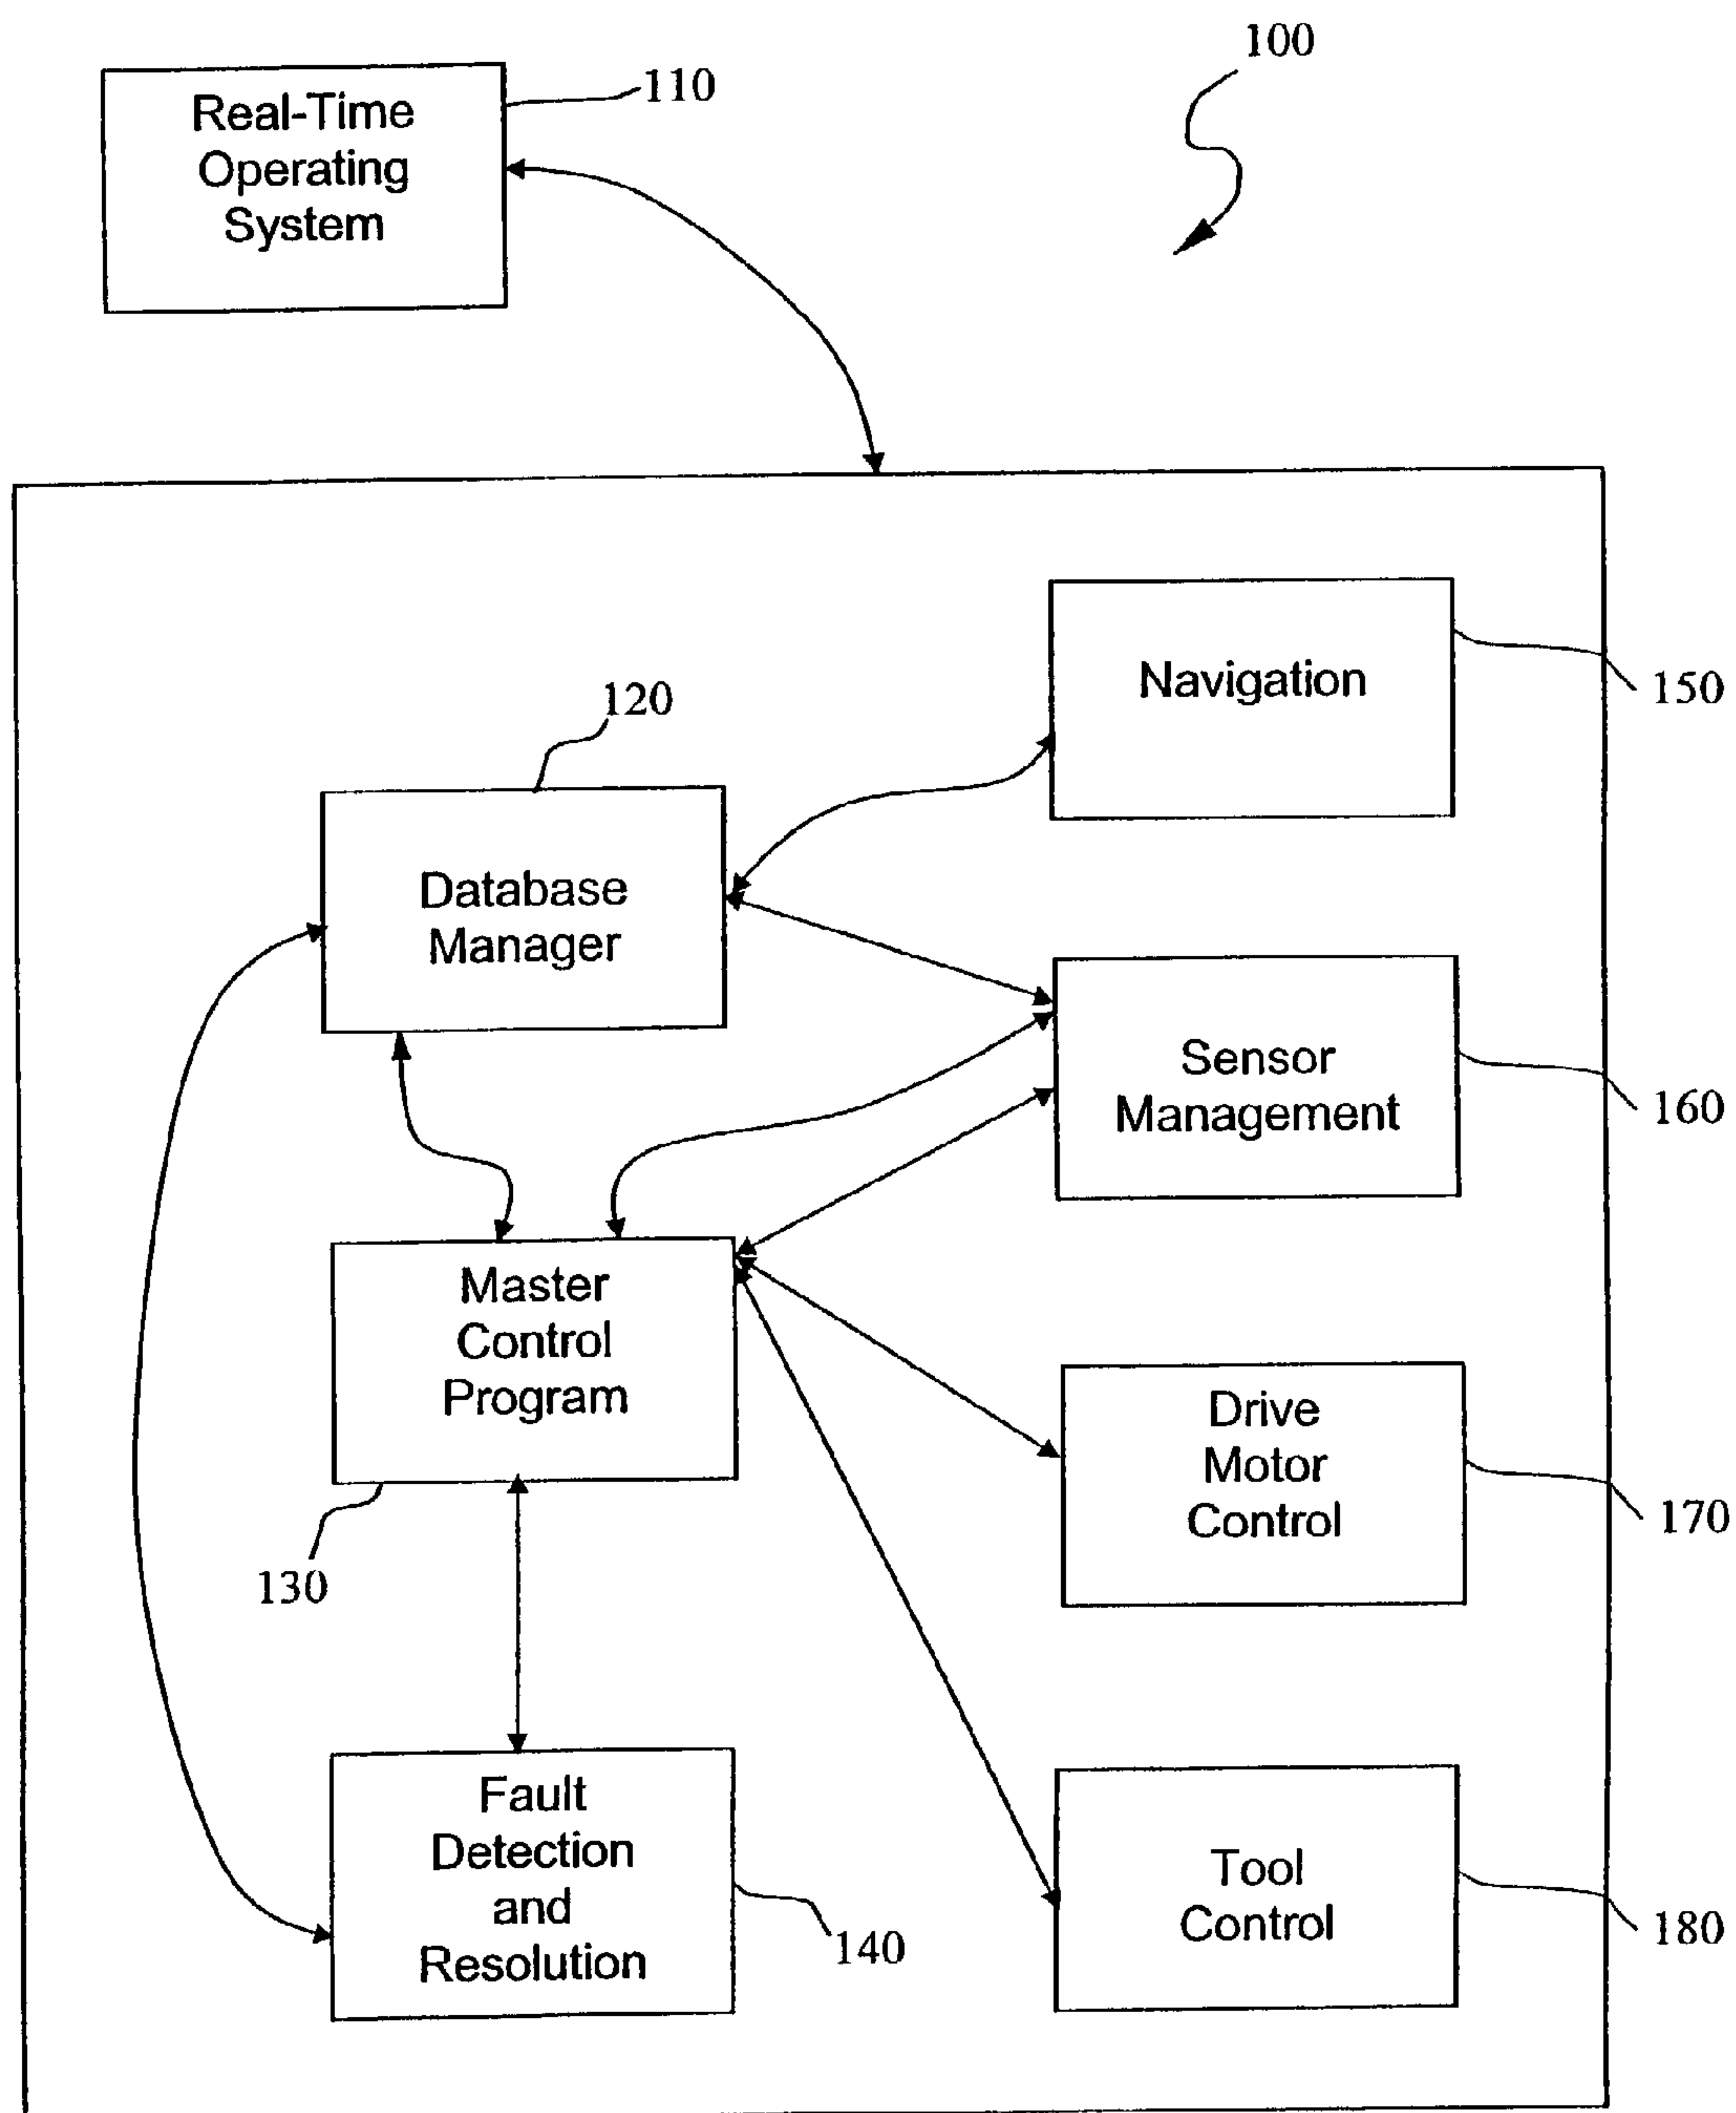 100
110
Real-Time
Operating
System
Navigation
150
120
Database
Manager
Sensor
Management
160
Master
Control
Program
130
Drive
Motor
Control
170
Fault
Detection
and
Resolution
140
Tool
Control
180